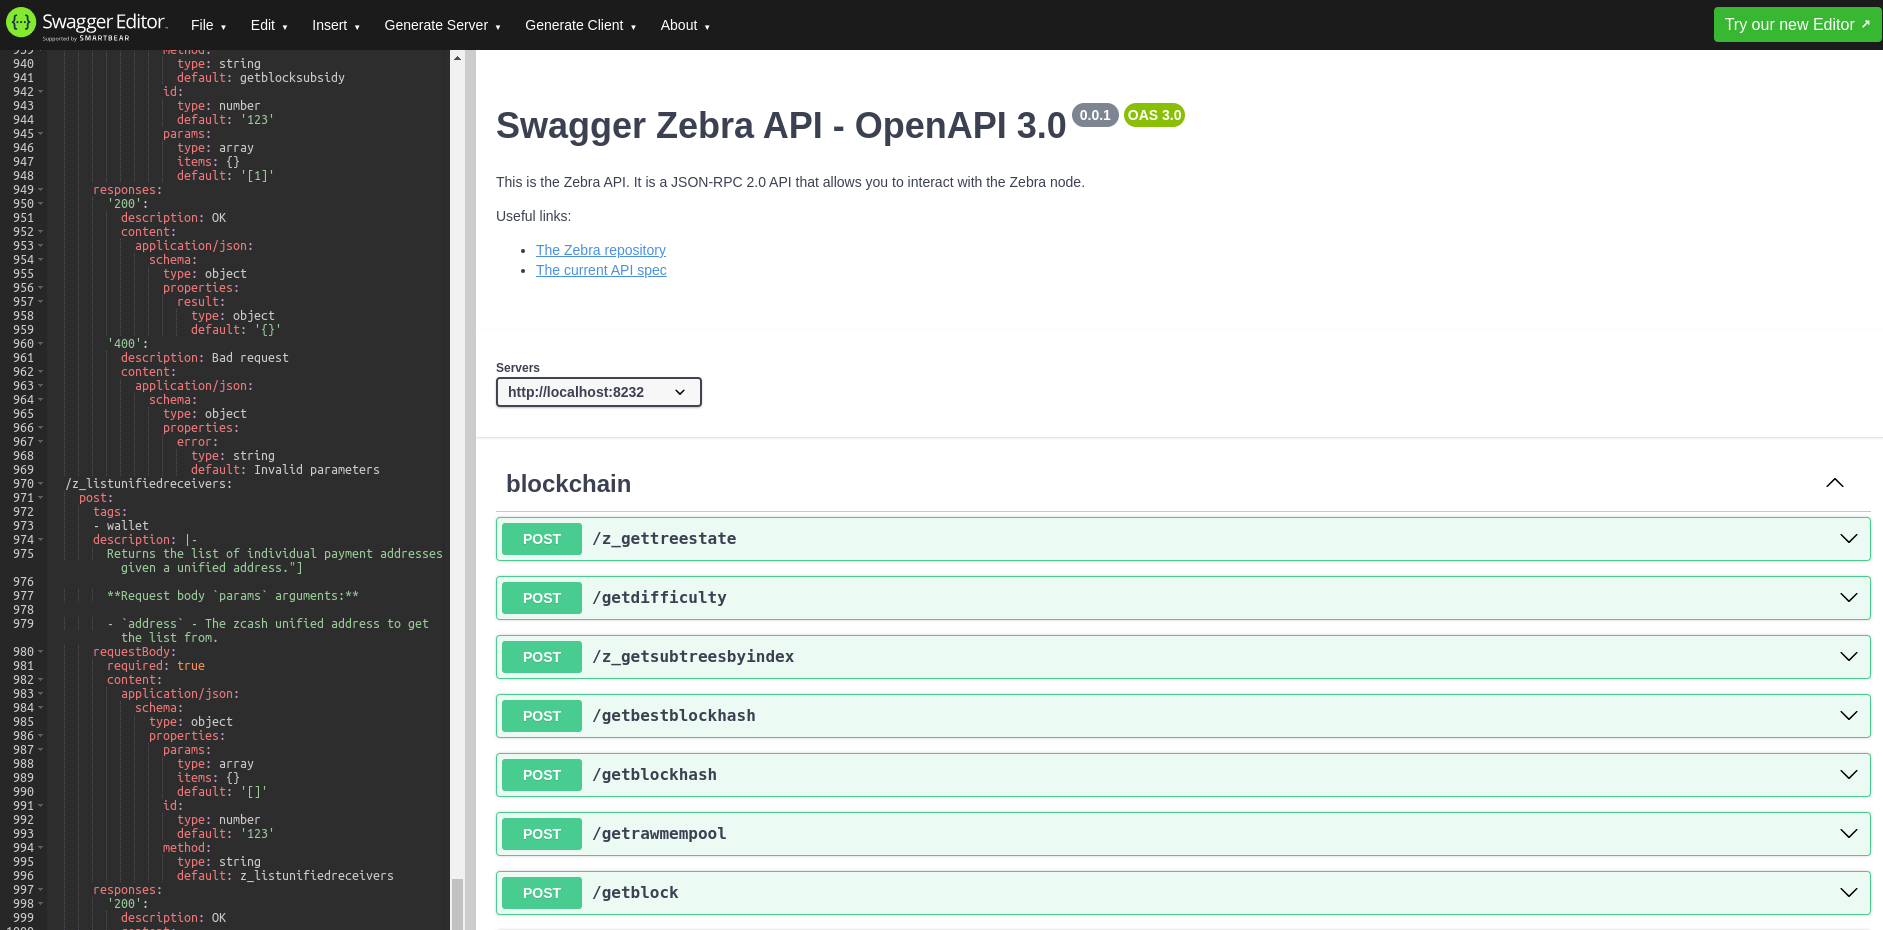 Swagger Editor
Supported by SMARTBEAR
File
Edit
Insert
Generate Server
Generate Client
About
Try our new Editor ↗
939 method:
940 type: string
941 default: getblocksubsidy
942 id:
943 type: number
944 default: '123'
945 params:
946 type: array
947 items: {}
948 default: '[1]'
949 responses:
950 '200':
951 description: OK
952 content:
953 application/json:
954 schema:
955 type: object
956 properties:
957 result:
958 type: object
959 default: '{}'
960 '400':
961 description: Bad request
962 content:
963 application/json:
964 schema:
965 type: object
966 properties:
967 error:
968 type: string
969 default: Invalid parameters
970 /z_listunifiedreceivers:
971 post:
972 tags:
973 - wallet
974 description: |-
975 Returns the list of individual payment addresses
given a unified address."]
976
977 **Request body `params` arguments:**
978
979 - `address` - The zcash unified address to get
the list from.
980 requestBody:
981 required: true
982 content:
983 application/json:
984 schema:
985 type: object
986 properties:
987 params:
988 type: array
989 items: {}
990 default: '[]'
991 id:
992 type: number
993 default: '123'
994 method:
995 type: string
996 default: z_listunifiedreceivers
997 responses:
998 '200':
999 description: OK
1000 content:
Swagger Zebra API - OpenAPI 3.0 0.0.1 OAS 3.0
This is the Zebra API. It is a JSON-RPC 2.0 API that allows you to interact with the Zebra node.
Useful links:
• The Zebra repository
• The current API spec
Servers
http://localhost:8232
blockchain
POST /z_gettreestate
POST /getdifficulty
POST /z_getsubtreesbyindex
POST /getbestblockhash
POST /getblockhash
POST /getrawmempool
POST /getblock